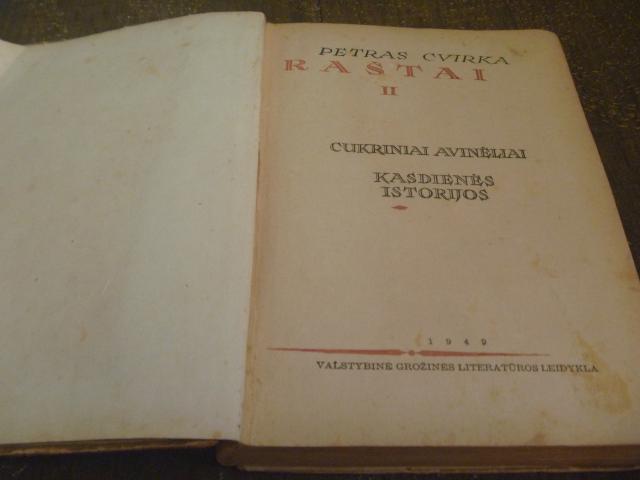 PETRAS CVIRKA
RAŠTAI
II
CUKRINIAI AVINĖLIAI
KASDIENĖS
ISTORIJOS
1949
VALSTYBINĖ GROŽINĖS LITERATŪROS LEIDYKLA